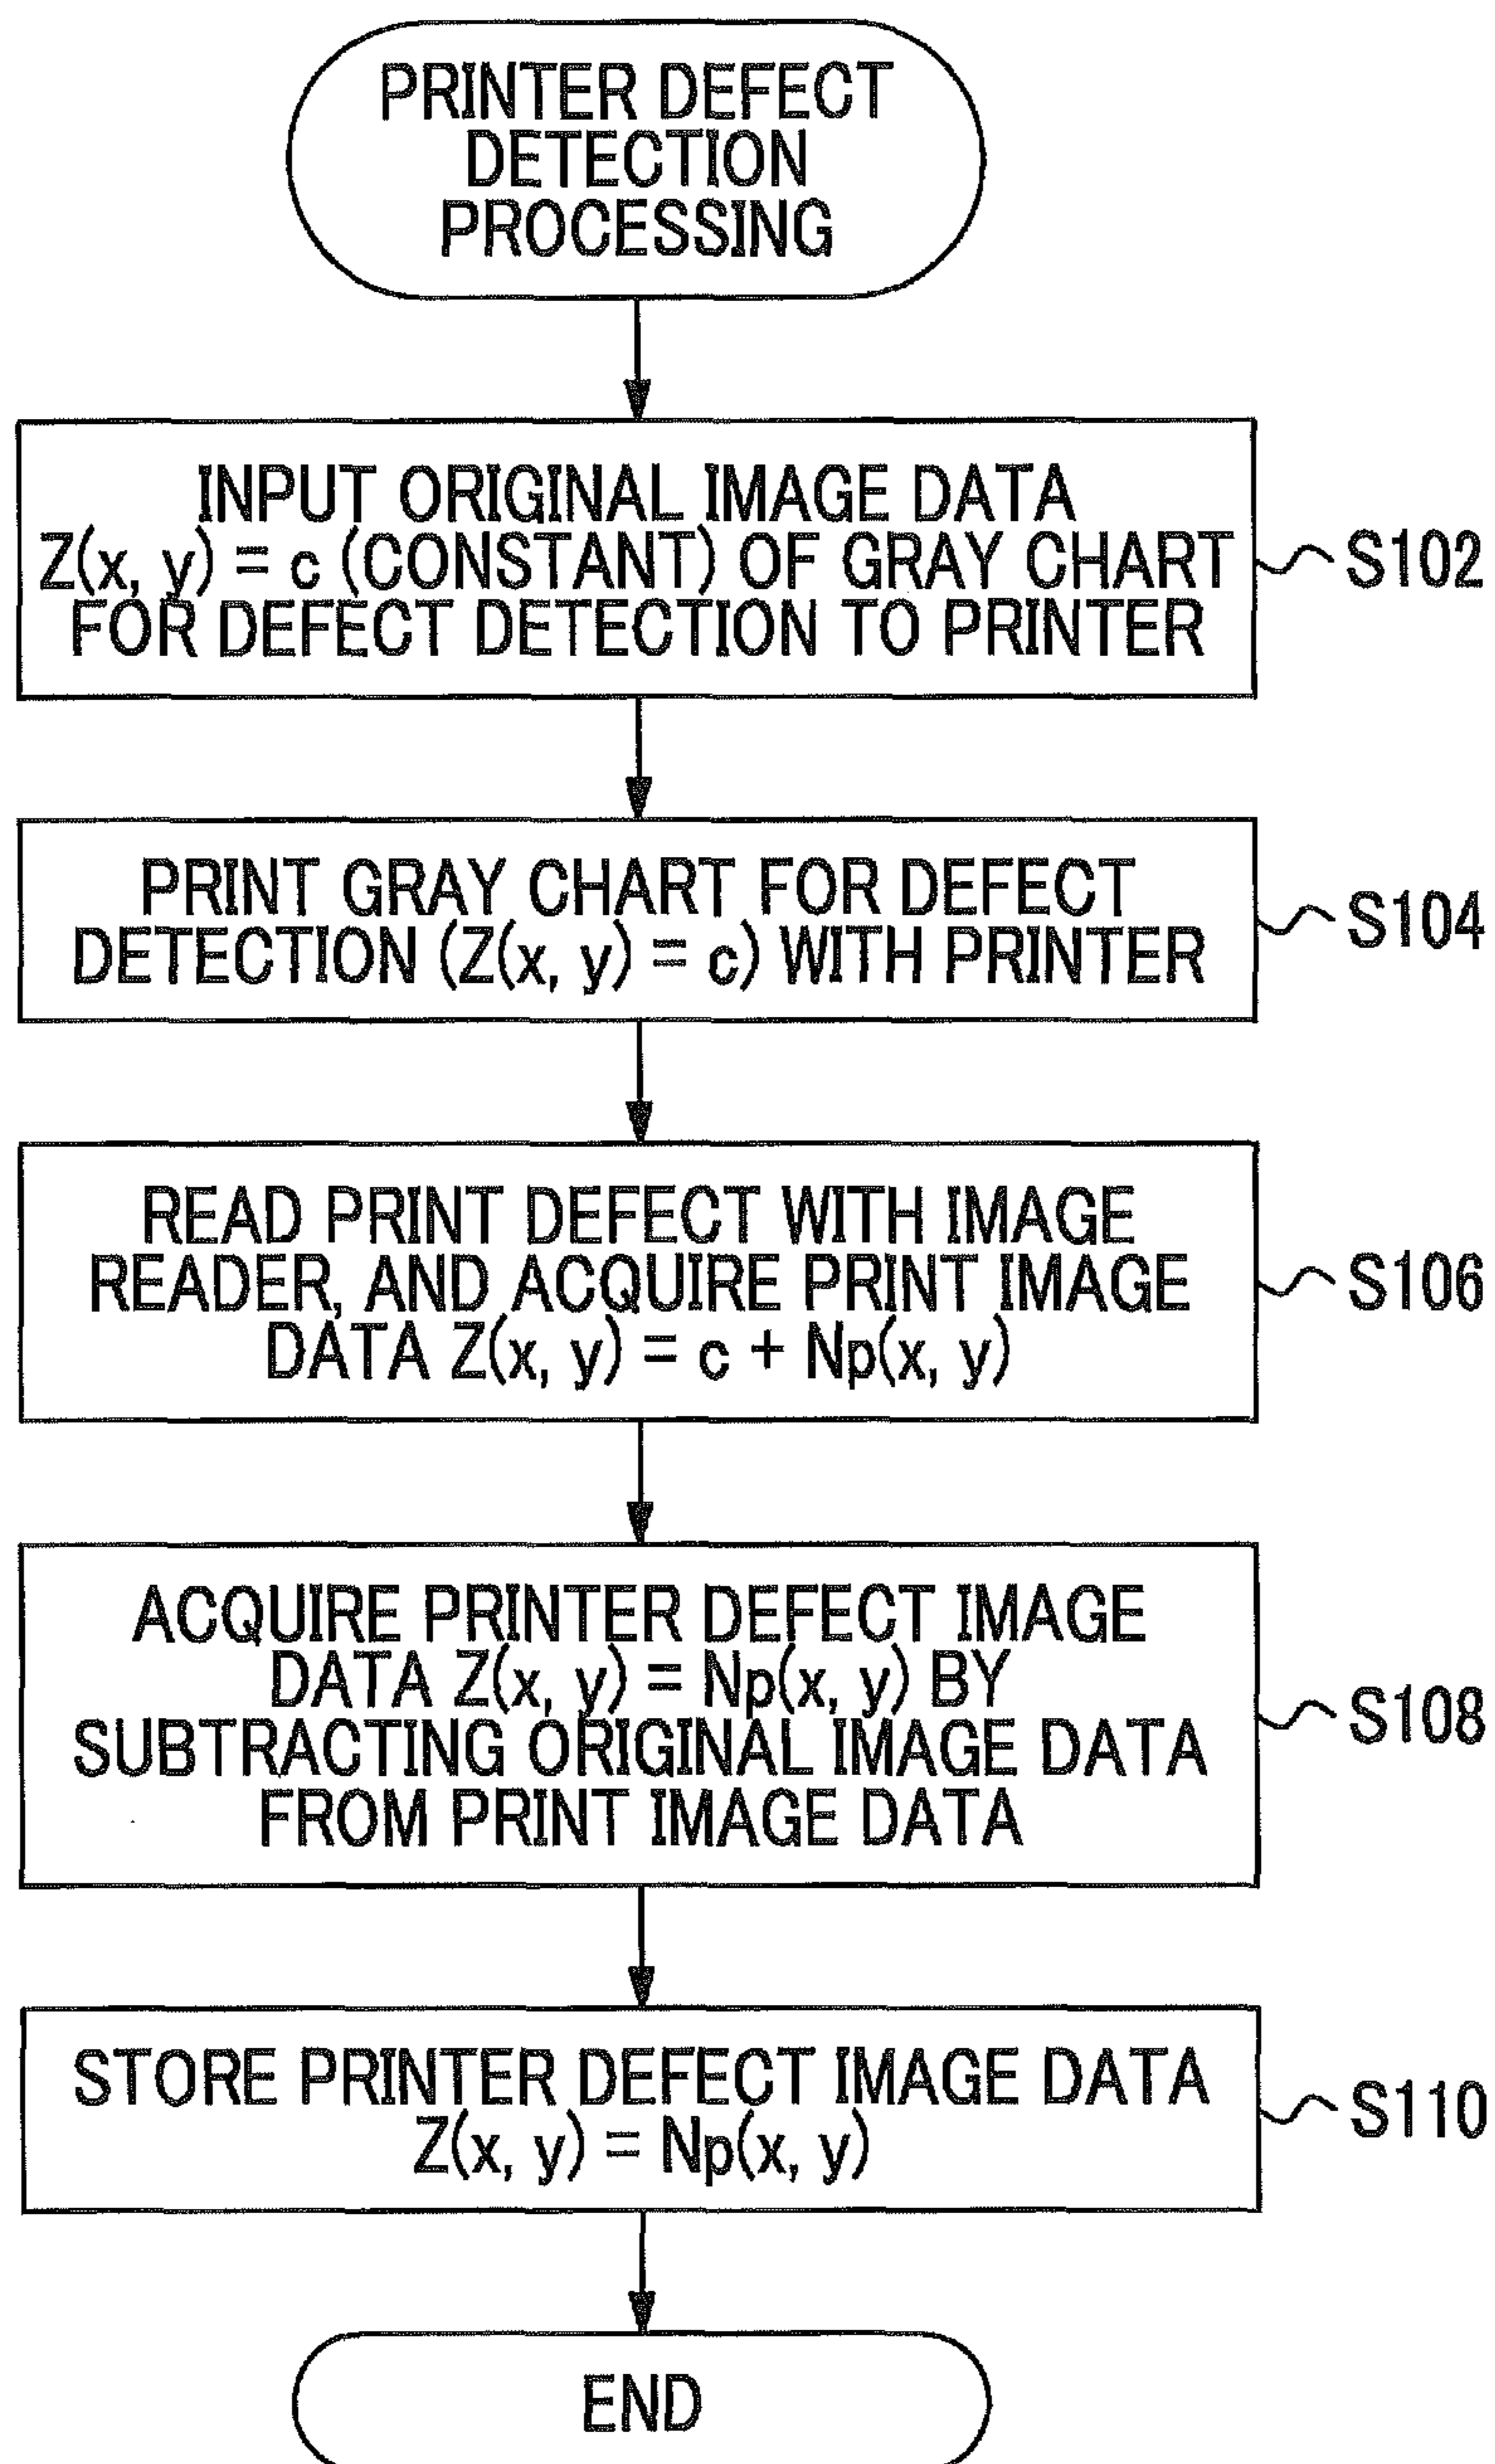 PRINTER DEFECT
DETECTION
PROCESSING
INPUT ORIGINAL IMAGE DATA
Z(x, y) = c (CONSTANT) OF GRAY CHART
FOR DEFECT DETECTION TO PRINTER
S102
PRINT GRAY CHART FOR DEFECT
DETECTION (Z(x, y) = c) WITH PRINTER
S104
READ PRINT DEFECT WITH IMAGE
READER, AND ACQUIRE PRINT IMAGE
DATA Z(x, y) = c + Np(x, y)
S106
ACQUIRE PRINTER DEFECT IMAGE
DATA Z(x, y) = Np(x, y) BY
SUBTRACTING ORIGINAL IMAGE DATA
FROM PRINT IMAGE DATA
S108
STORE PRINTER DEFECT IMAGE DATA
Z(x, y) = Np(x, y)
S110
END